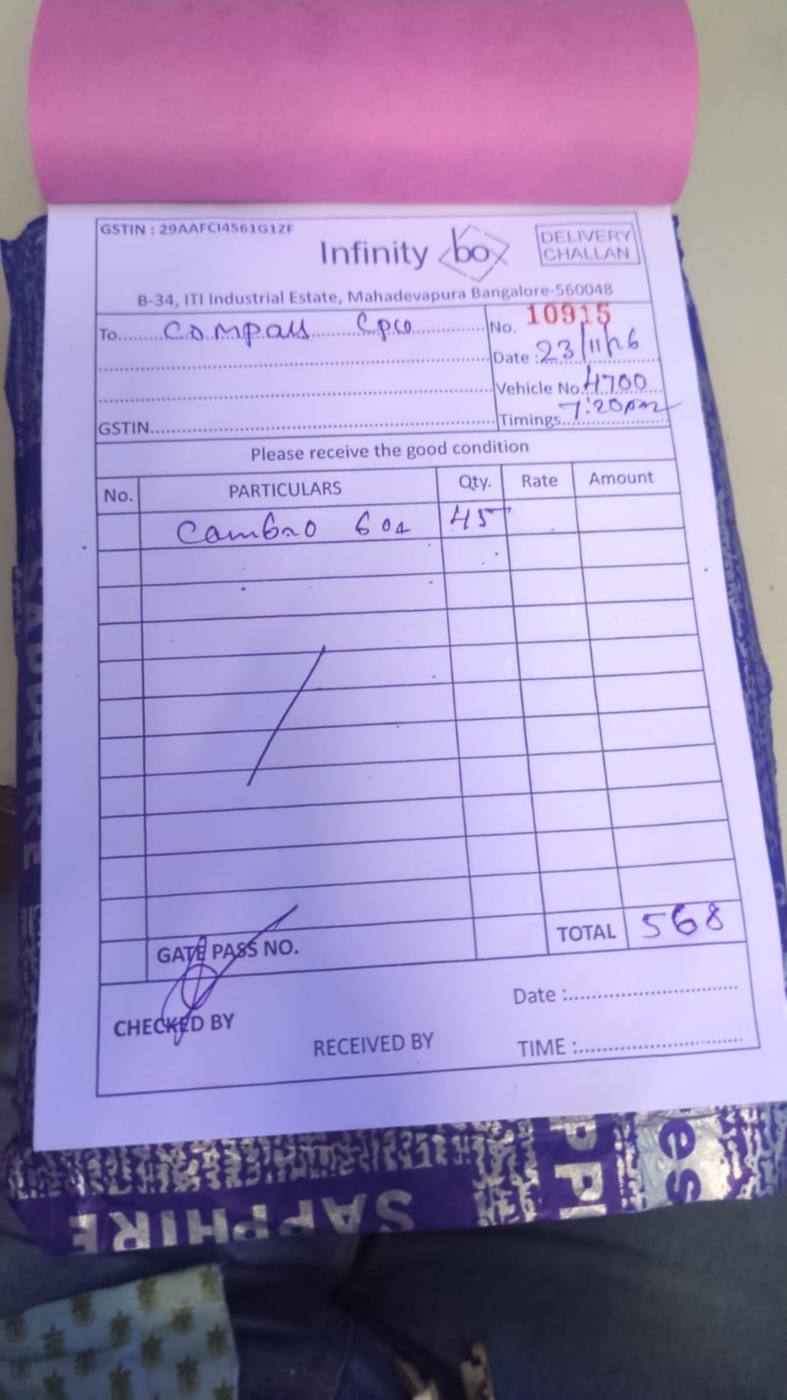 GSTIN : 29AAFCI4561G1ZF
Infinity box
DELIVERY
CHALLAN
B-34, ITI Industrial Estate, Mahadevapura Bangalore-560048
To Compass Cpco
No. 10915
Date : 23/11/26
Vehicle No. 4700
GSTIN
Timings 7:20pm
Please receive the good condition
No. PARTICULARS Qty. Rate Amount
Cambro 45
GATE PASS NO.
TOTAL 568
CHECKED BY
RECEIVED BY
Date :
TIME :
SAPPHIRE